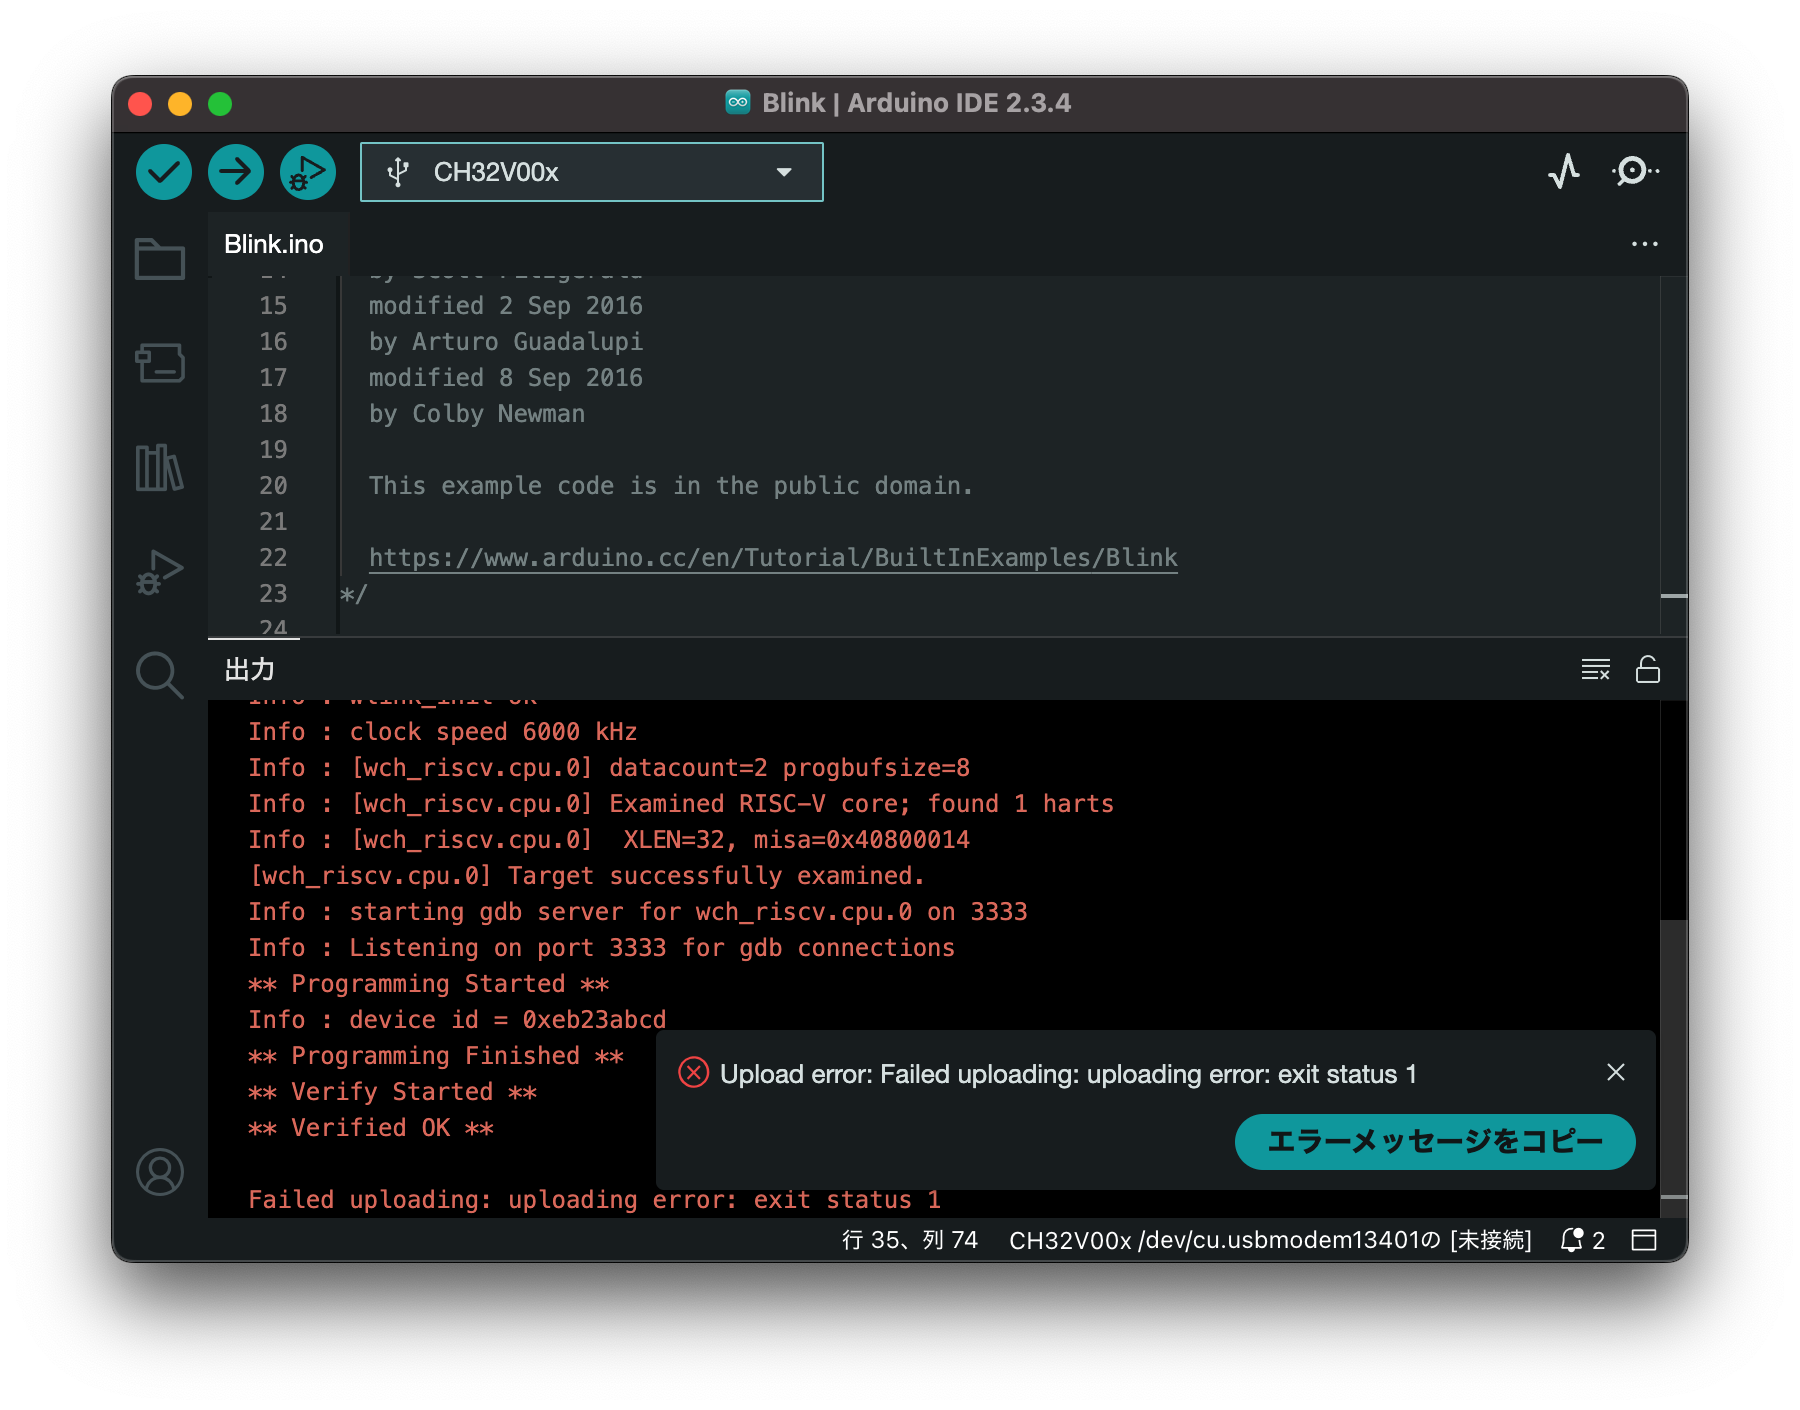 Blink | Arduino IDE 2.3.4
CH32V00x
Blink.ino
15 modified 2 Sep 2016
16 by Arturo Guadalupi
17 modified 8 Sep 2016
18 by Colby Newman
19
20 This example code is in the public domain.
21
22 https://www.arduino.cc/en/Tutorial/BuiltInExamples/Blink
23 */
24
出力
Info : wlink_init ok
Info : clock speed 6000 kHz
Info : [wch_riscv.cpu.0] datacount=2 progbufsize=8
Info : [wch_riscv.cpu.0] Examined RISC-V core; found 1 harts
Info : [wch_riscv.cpu.0]  XLEN=32, misa=0x40800014
[wch_riscv.cpu.0] Target successfully examined.
Info : starting gdb server for wch_riscv.cpu.0 on 3333
Info : Listening on port 3333 for gdb connections
** Programming Started **
Info : device id = 0xeb23abcd
** Programming Finished **
** Verify Started **
** Verified OK **
Upload error: Failed uploading: uploading error: exit status 1
エラーメッセージをコピー
Failed uploading: uploading error: exit status 1
行 35、列 74 CH32V00x /dev/cu.usbmodem13401の [未接続] 2